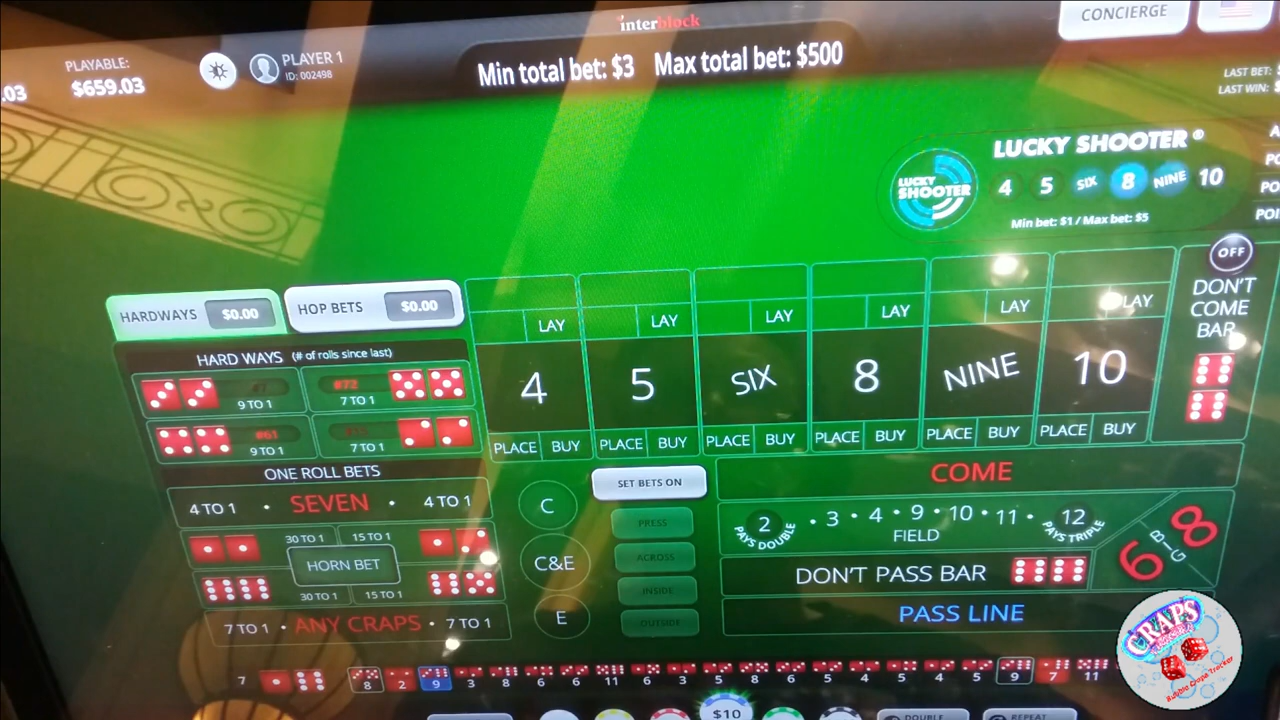 interblock
CONCIERGE
.03
PLAYABLE:
$659.03
PLAYER 1
ID: 002498
Min total bet: $3 Max total bet: $500
LAST BET:
LAST WIN:
LUCKY SHOOTER ®
LUCKY SHOOTER
4 5 SIX 8 NINE 10
Min bet: $1 / Max bet: $5
OFF
DON'T COME BAR
HARDWAYS $0.00
HOP BETS $0.00
LAY LAY LAY LAY LAY LAY
4 5 SIX 8 NINE 10
PLACE BUY PLACE BUY PLACE BUY PLACE BUY PLACE BUY PLACE BUY
HARD WAYS (# of rolls since last)
9 TO 1
#72
7 TO 1
#61
9 TO 1
7 TO 1
ONE ROLL BETS
4 TO 1 • SEVEN • 4 TO 1
30 TO 1 15 TO 1
HORN BET
30 TO 1 15 TO 1
7 TO 1 • ANY CRAPS • 7 TO 1
C
C&E
E
SET BETS ON
PRESS
ACROSS
INSIDE
OUTSIDE
COME
2 • 3 • 4 • 9 • 10 • 11 • 12
PAYS DOUBLE
FIELD
PAYS TRIPLE
DON'T PASS BAR
PASS LINE
6 BIG 8
7 8 2 9 3 8 6 6 11 6 3 5 8 6 5 4 5 4 5 9 7 11
$10
DOUBLE
REPEAT
CRAPS
Bubble Craps Tracker